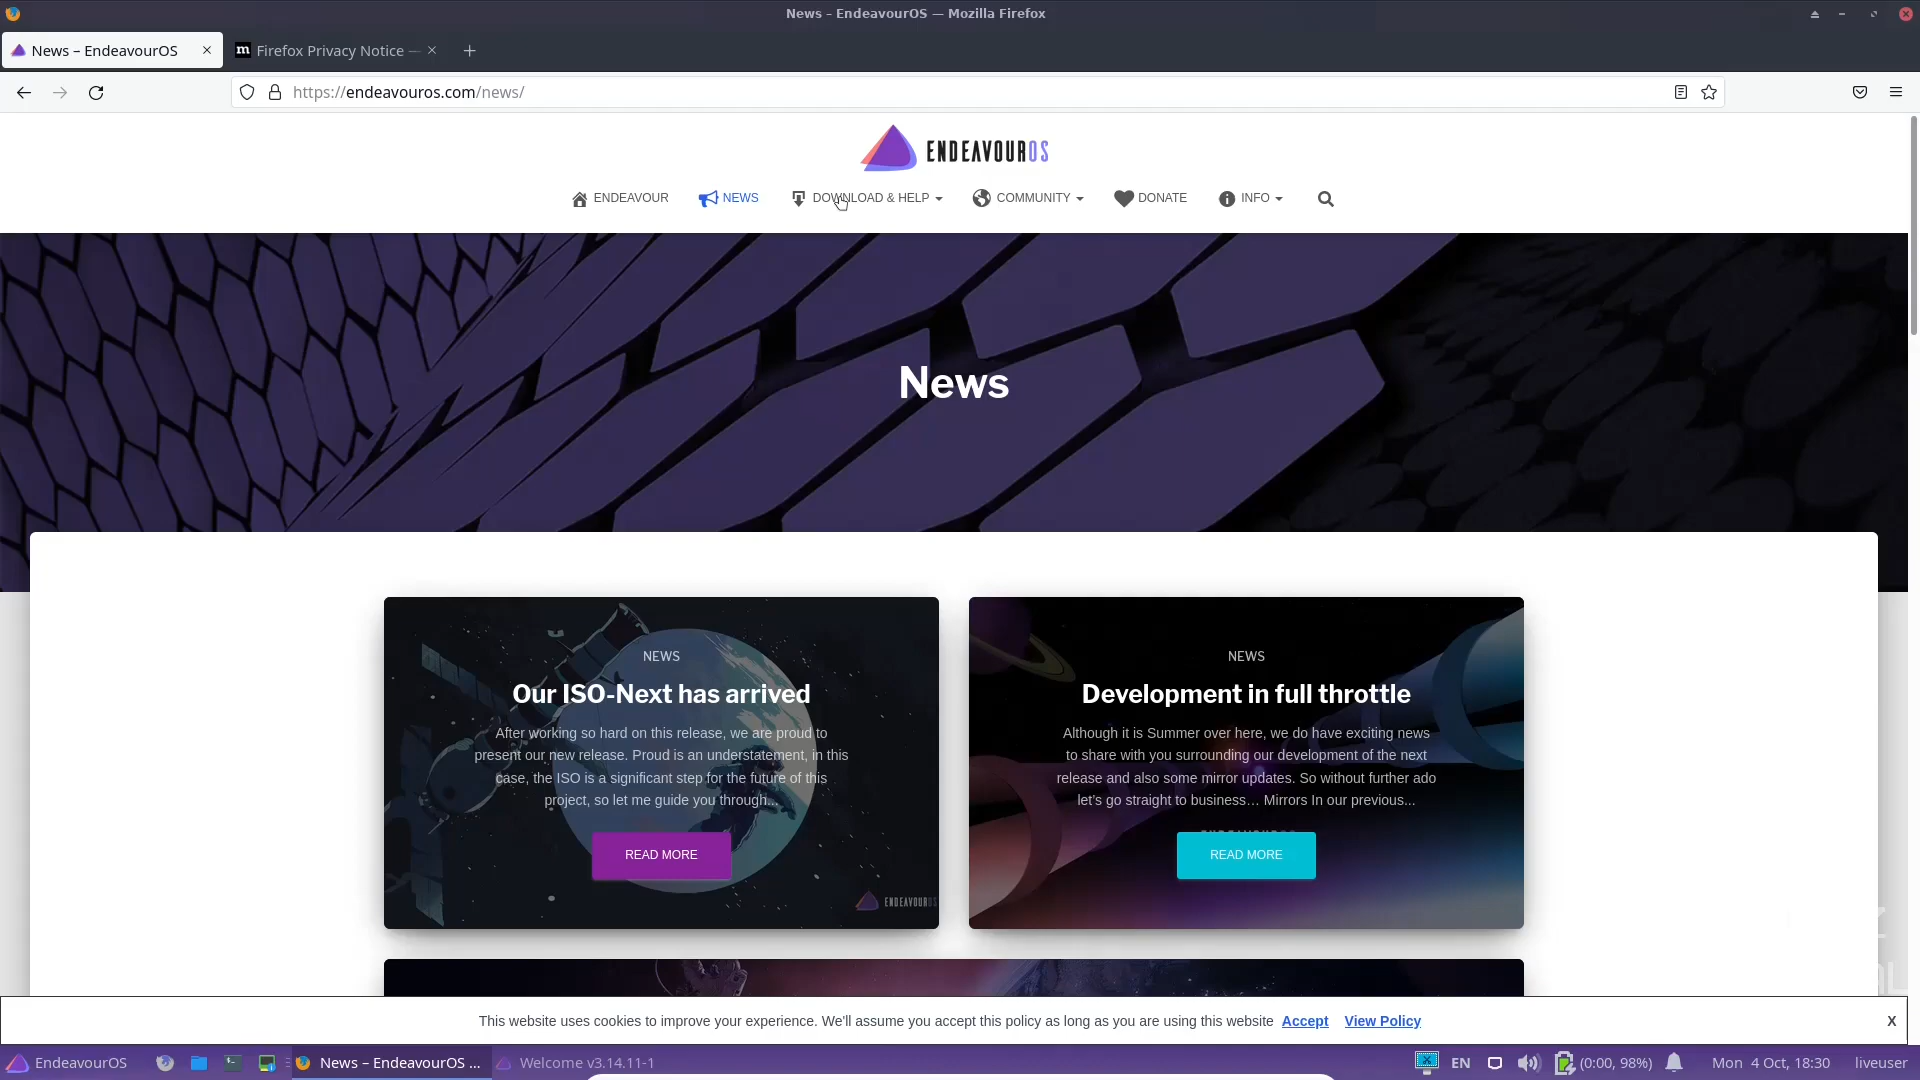 News – EndeavourOS — Mozilla Firefox
News – EndeavourOS
Firefox Privacy Notice —
https://endeavouros.com/news/
ENDEAVOUROS
ENDEAVOUR
NEWS
DOWNLOAD & HELP
COMMUNITY
DONATE
INFO
News
NEWS
Our ISO-Next has arrived
After working so hard on this release, we are proud to
present our new release. Proud is an understatement, in this
case, the ISO is a significant step for the future of this
project, so let me guide you through...
READ MORE
ENDEAVOUROS
NEWS
Development in full throttle
Although it is Summer over here, we do have exciting news
to share with you surrounding our development of the next
release and also some mirror updates. So without further ado
let’s go straight to business… Mirrors In our previous...
READ MORE
This website uses cookies to improve your experience. We'll assume you accept this policy as long as you are using this website Accept View Policy
X
EndeavourOS
News – EndeavourOS ...
Welcome v3.14.11-1
EN
(0:00, 98%)
Mon 4 Oct, 18:30
liveuser